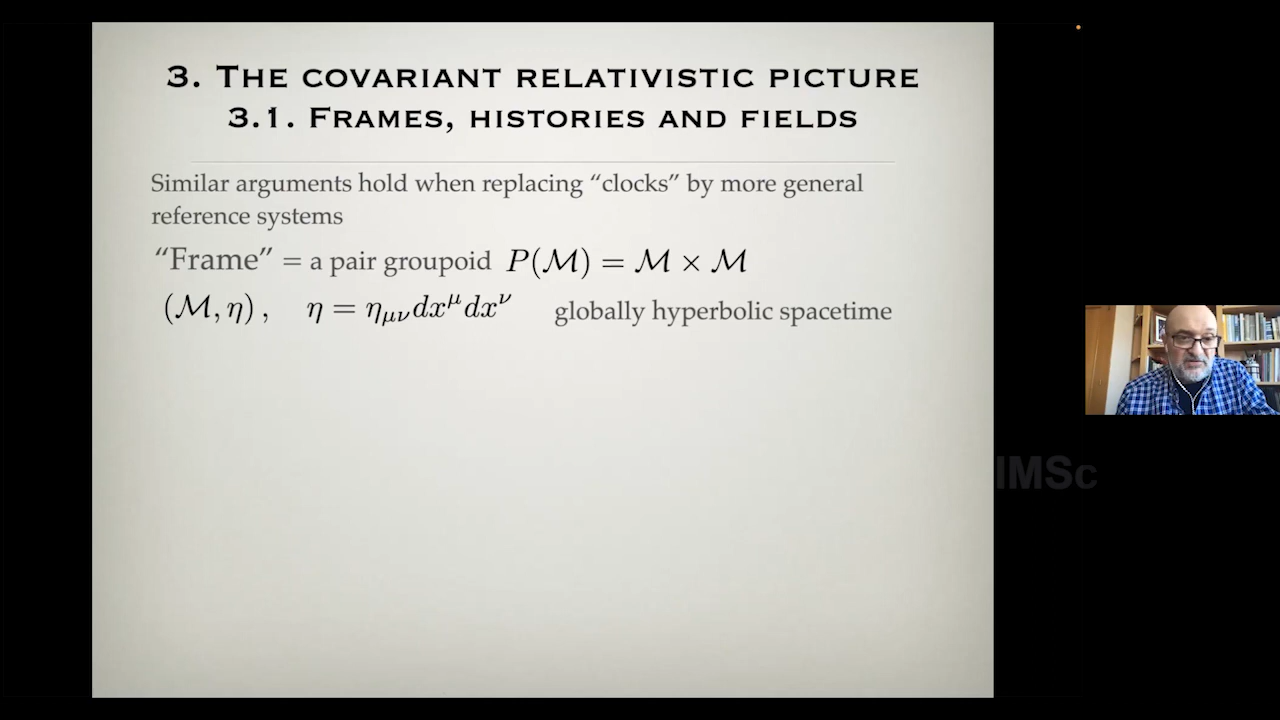 3. THE COVARIANT RELATIVISTIC PICTURE
3.1. FRAMES, HISTORIES AND FIELDS
Similar arguments hold when replacing “clocks” by more general
reference systems
“Frame” = a pair groupoid P(ℳ) = ℳ × ℳ
(ℳ, η), η = η_{μν}dx^μdx^ν globally hyperbolic spacetime
IMSc